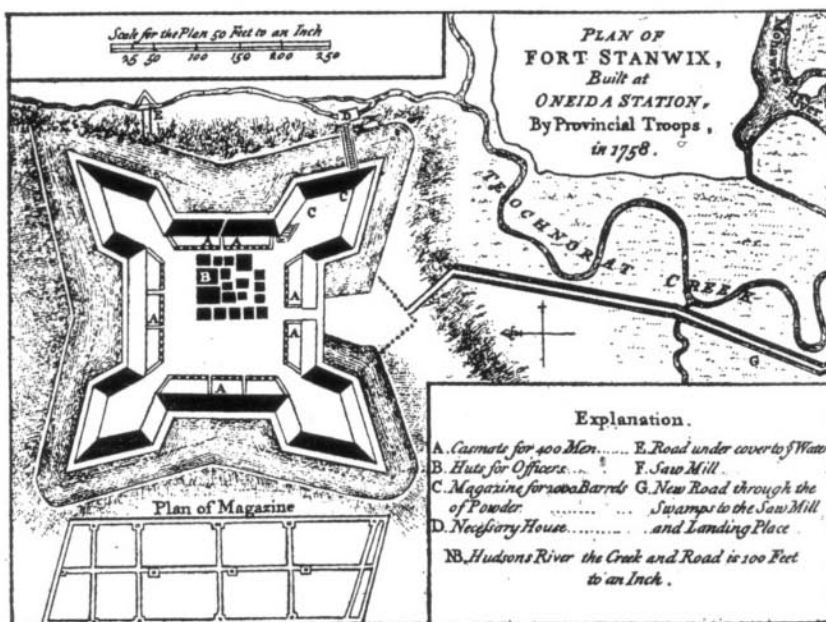 Scale for the Plan 50 Feet to an Inch
25 50 100 150 200 250
PLAN OF
FORT STANWIX,
Built at
ONEIDA STATION,
By Provincial Troops,
in 1758.
Mohawk
E
D
C
C
A A
B
A
A
A
A
TE OCHNORAT CREEK
G
Plan of Magazine
Explanation.
A. Casmats for 400 Men...... E. Road under cover to ẙ Water
B. Huts for Officers... F. Saw Mill
C. Magazine for 2000 Barrels G. New Road through the
of Powder ......... .. Swamps to the Saw Mill
D. Necessary House......... .. and Landing Place
NB. Hudsons River the Creek and Road is 100 Feet
to an Inch.